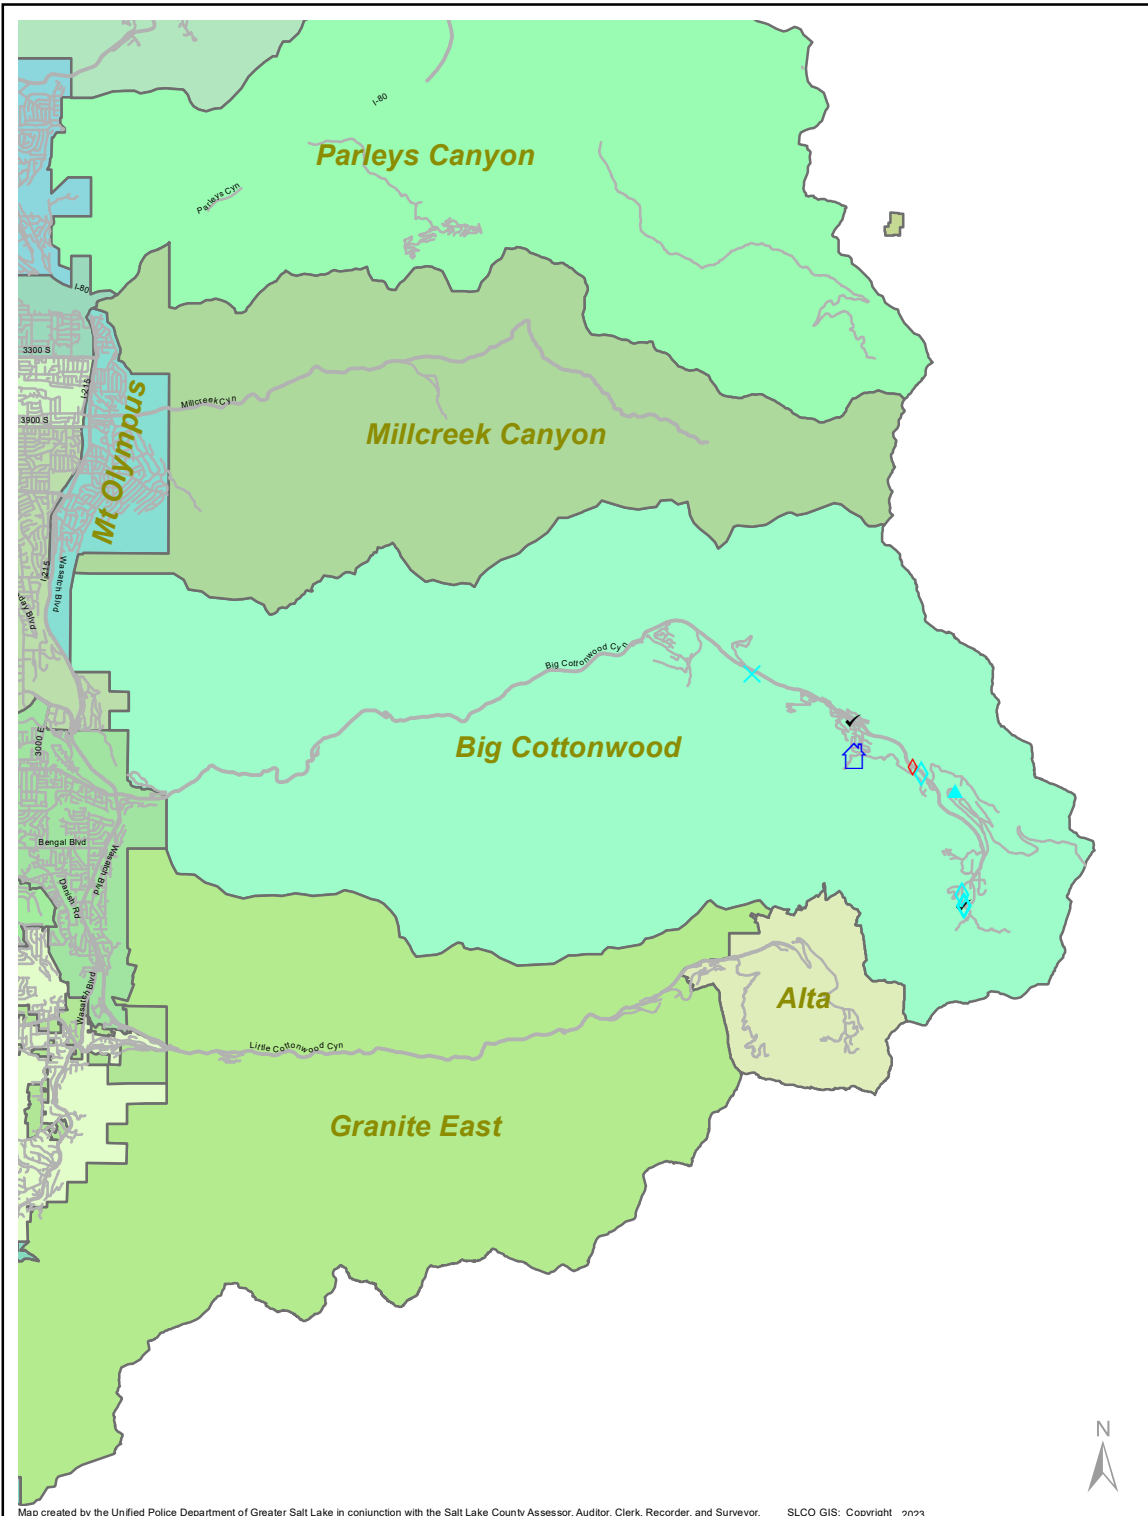 I-80
Parleys Canyon
Parleys Cyn
I-80
3300 S
I-215
Millcreek Cyn
3900 S
Mt Olympus
Millcreek Canyon
I-215
Wasatch Blvd
day Blvd
Big Cottonwood Cyn
3000 E
Big Cottonwood
Bengal Blvd
Wasatch Blvd
Danish Rd
Wasatch Blvd
Alta
Little Cottonwood Cyn
Granite East
N
Map created by the Unified Police Department of Greater Salt Lake in conjunction with the Salt Lake County Assessor, Auditor, Clerk, Recorder, and Surveyor. SLCO GIS: Copyright 2023